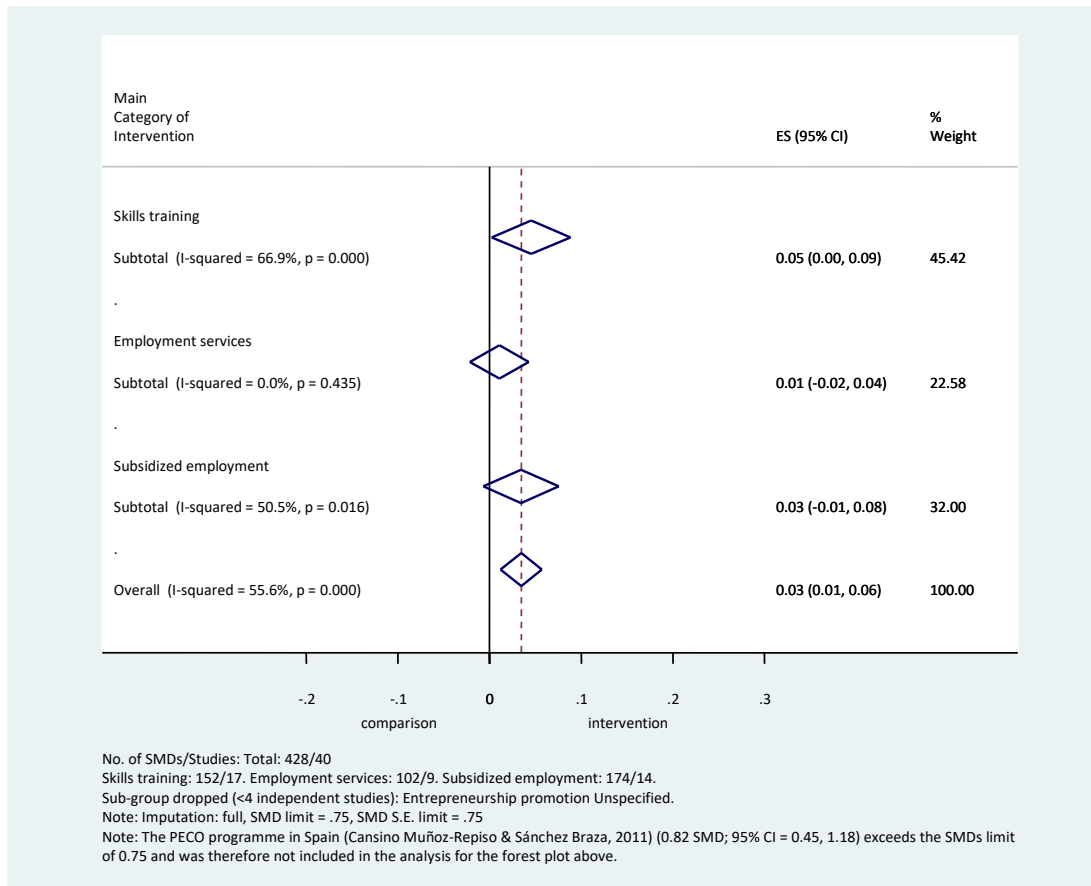 Main
Category of
Intervention
ES (95% CI)
%
Weight
Skills training
Subtotal (I-squared = 66.9%, p = 0.000)
0.05 (0.00, 0.09)
45.42
.
Employment services
Subtotal (I-squared = 0.0%, p = 0.435)
0.01 (-0.02, 0.04)
22.58
.
Subsidized employment
Subtotal (I-squared = 50.5%, p = 0.016)
0.03 (-0.01, 0.08)
32.00
.
Overall (I-squared = 55.6%, p = 0.000)
0.03 (0.01, 0.06)
100.00
-.2 -.1 0 .1 .2 .3
comparison intervention
No. of SMDs/Studies: Total: 428/40
Skills training: 152/17. Employment services: 102/9. Subsidized employment: 174/14.
Sub-group dropped (<4 independent studies): Entrepreneurship promotion Unspecified.
Note: Imputation: full, SMD limit = .75, SMD S.E. limit = .75
Note: The PECO programme in Spain (Cansino Muñoz-Repiso & Sánchez Braza, 2011) (0.82 SMD; 95% CI = 0.45, 1.18) exceeds the SMDs limit
of 0.75 and was therefore not included in the analysis for the forest plot above.